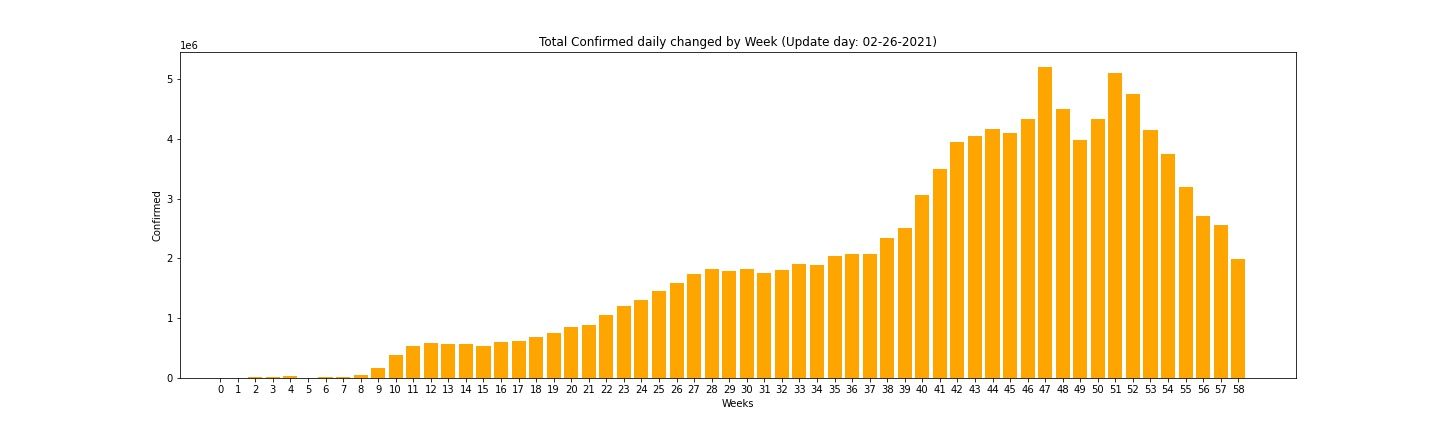 Total Confirmed daily changed by Week (Update day: 02-26-2021)
1e6
5
4
3
2
1
0
Confirmed
0 1 2 3 4 5 6 7 8 9 10 11 12 13 14 15 16 17 18 19 20 21 22 23 24 25 26 27 28 29 30 31 32 33 34 35 36 37 38 39 40 41 42 43 44 45 46 47 48 49 50 51 52 53 54 55 56 57 58
Weeks